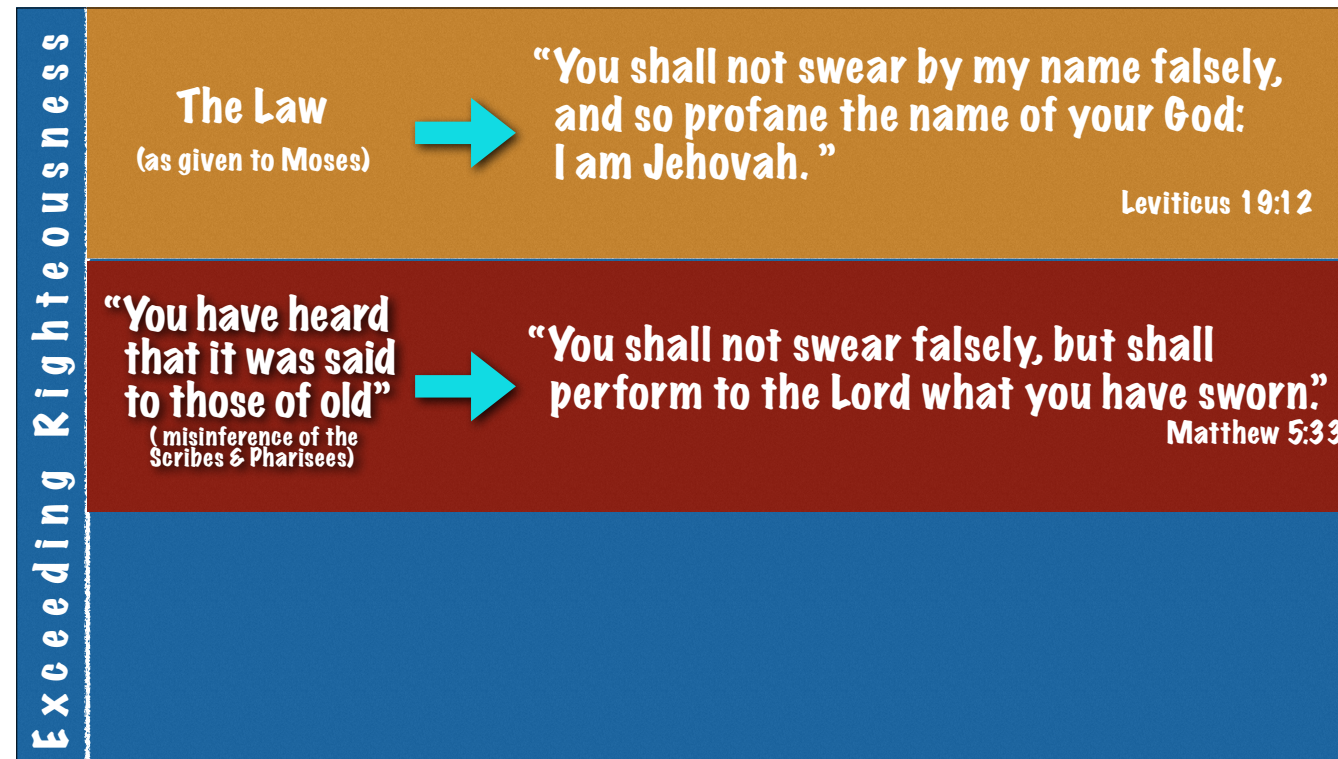 Exceeding Righteousness
The Law
(as given to Moses)
“You shall not swear by my name falsely,
and so profane the name of your God:
I am Jehovah. ”
Leviticus 19:12
“You have heard
that it was said
to those of old”
( misinference of the
Scribes & Pharisees)
“You shall not swear falsely, but shall
perform to the Lord what you have sworn.”
Matthew 5:33